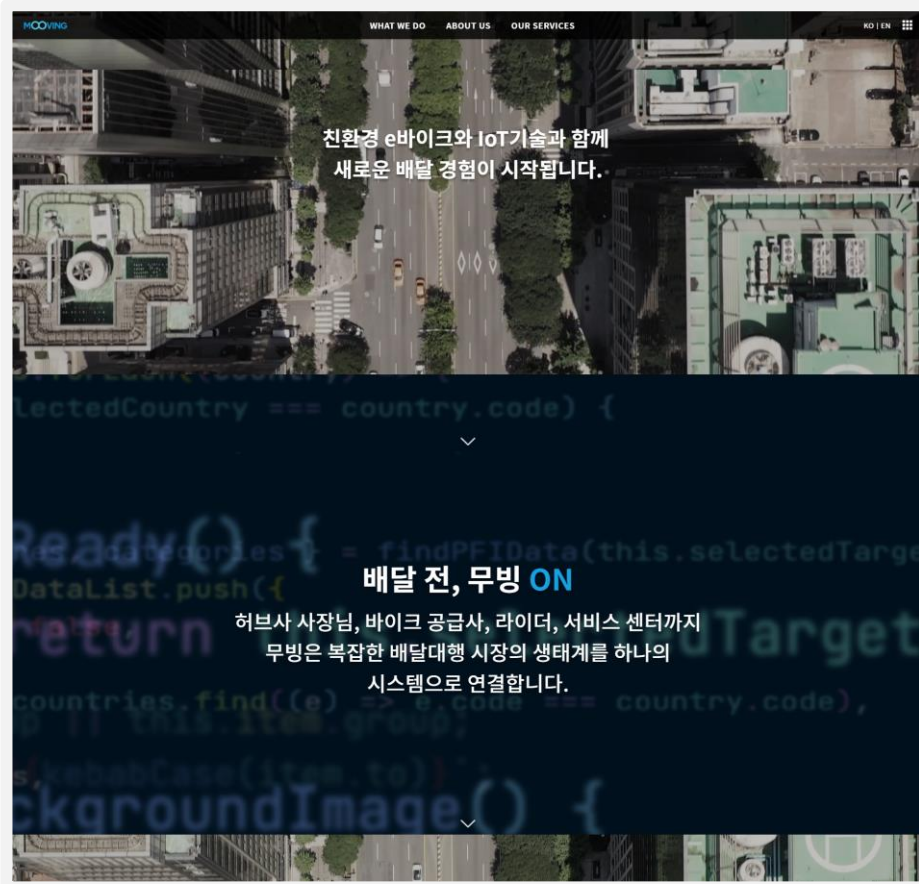 MOOVING
WHAT WE DO ABOUT US OUR SERVICES
KO | EN
친환경 e바이크와 IoT기술과 함께
새로운 배달 경험이 시작됩니다.
lectedCountry === country.code) {
Ready() {
= findPFIData(this.selectedTarge
DataList.push({
배달 전, 무빙 ON
return
edTarget
허브사 사장님, 바이크 공급사, 라이더, 서비스 센터까지
무빙은 복잡한 배달대행 시장의 생태계를 하나의
시스템으로 연결합니다.
countries.find((e) => e.code === country.code),
p || this.item.group;
kebabCase(item.to)}
ckgroundImage() {